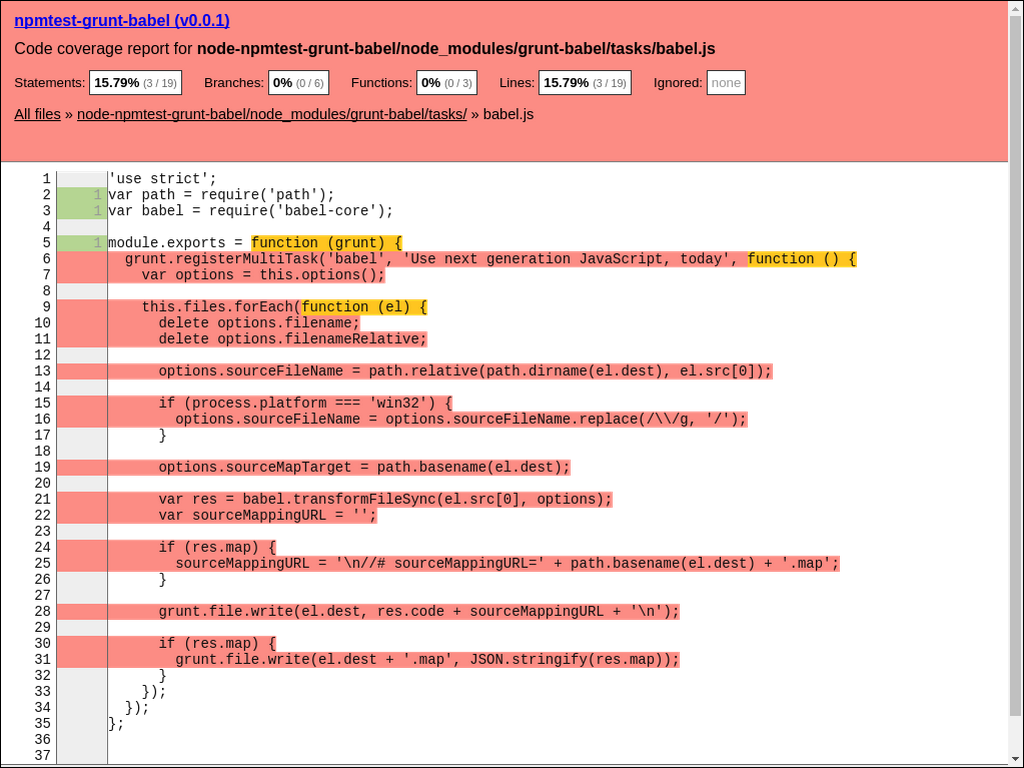 npmtest-grunt-babel (v0.0.1)
Code coverage report for node-npmtest-grunt-babel/node_modules/grunt-babel/tasks/babel.js
Statements: 15.79% (3 / 19) Branches: 0% (0 / 6) Functions: 0% (0 / 3) Lines: 15.79% (3 / 19) Ignored: none
All files » node-npmtest-grunt-babel/node_modules/grunt-babel/tasks/ » babel.js
1 'use strict';
2 1 var path = require('path');
3 1 var babel = require('babel-core');
4
5 1 module.exports = function (grunt) {
6 grunt.registerMultiTask('babel', 'Use next generation JavaScript, today', function () {
7 var options = this.options();
8
9 this.files.forEach(function (el) {
10 delete options.filename;
11 delete options.filenameRelative;
12
13 options.sourceFileName = path.relative(path.dirname(el.dest), el.src[0]);
14
15 if (process.platform === 'win32') {
16 options.sourceFileName = options.sourceFileName.replace(/\\/g, '/');
17 }
18
19 options.sourceMapTarget = path.basename(el.dest);
20
21 var res = babel.transformFileSync(el.src[0], options);
22 var sourceMappingURL = '';
23
24 if (res.map) {
25 sourceMappingURL = '\n//# sourceMappingURL=' + path.basename(el.dest) + '.map';
26 }
27
28 grunt.file.write(el.dest, res.code + sourceMappingURL + '\n');
29
30 if (res.map) {
31 grunt.file.write(el.dest + '.map', JSON.stringify(res.map));
32 }
33 });
34 });
35 };
36
37